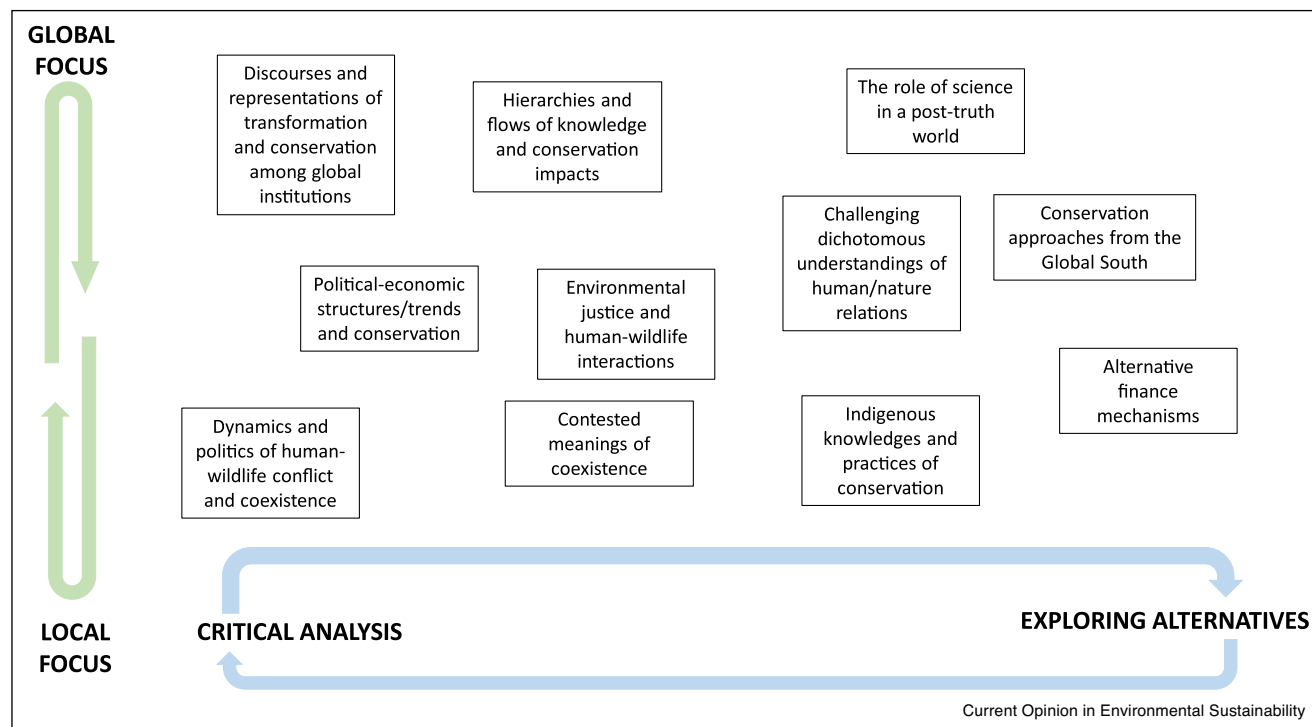 GLOBAL
FOCUS
Discourses and
representations of
transformation
and conservation
among global
institutions
Hierarchies and
flows of knowledge
and conservation
impacts
The role of science
in a post-truth
world
Challenging
dichotomous
understandings of
human/nature
relations
Conservation
approaches from the
Global South
Political-economic
structures/trends
and conservation
Environmental
justice and
human-wildlife
interactions
Alternative
finance
mechanisms
Dynamics and
politics of human-
wildlife conflict
and coexistence
Contested
meanings of
coexistence
Indigenous
knowledges and
practices of
conservation
LOCAL
FOCUS
CRITICAL ANALYSIS
EXPLORING ALTERNATIVES
Current Opinion in Environmental Sustainability